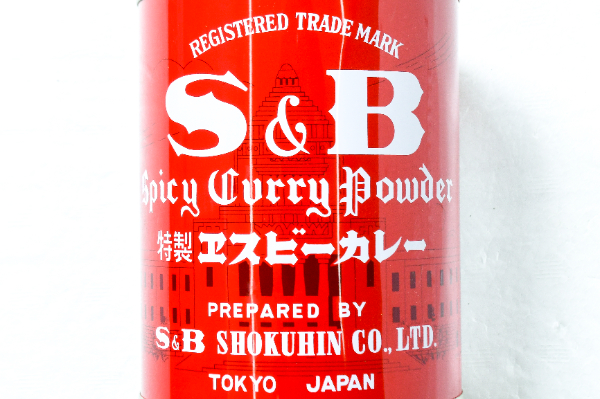 REGISTERED TRADE MARK
S&B
Spicy Curry Powder
特製 ヱスビーカレー
PREPARED BY
S&B SHOKUHIN CO., LTD.
TOKYO JAPAN